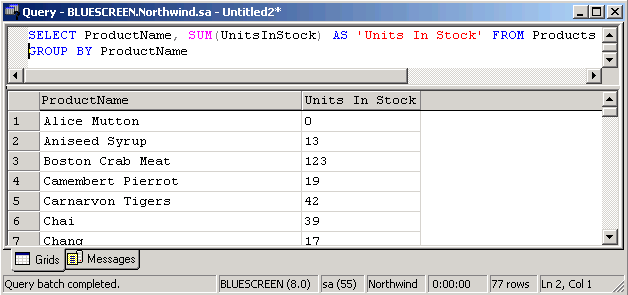 Query - BLUESCREEN.Northwind.sa - Untitled2*
SELECT ProductName, SUM(UnitsInStock) AS 'Units In Stock' FROM Products
GROUP BY ProductName
ProductName Units In Stock
1 Alice Mutton 0
2 Aniseed Syrup 13
3 Boston Crab Meat 123
4 Camembert Pierrot 19
5 Carnarvon Tigers 42
6 Chai 39
7 Chang 17
Grids Messages
Query batch completed. BLUESCREEN (8.0) sa (55) Northwind 0:00:00 77 rows Ln 2, Col 1